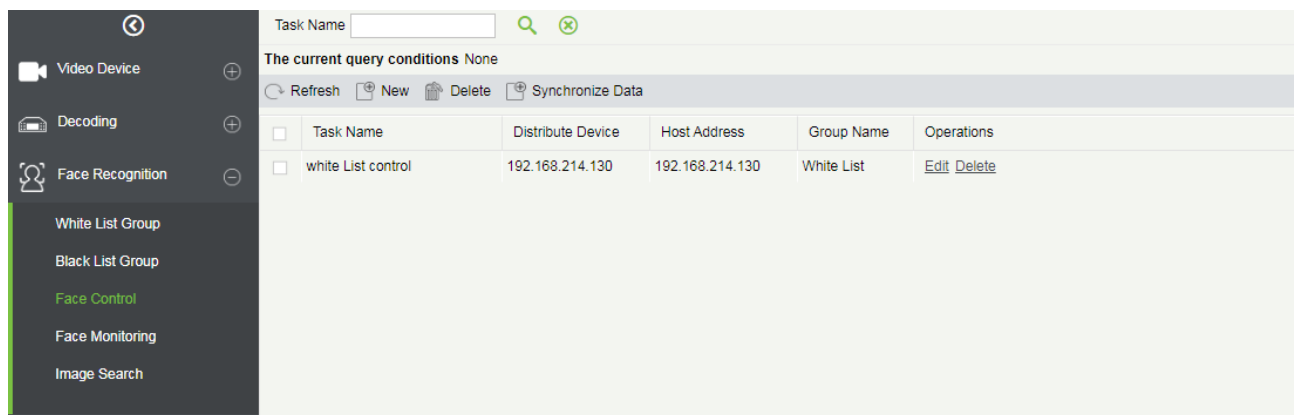 Task Name
The current query conditions None
Refresh New Delete Synchronize Data
Task Name Distribute Device Host Address Group Name Operations
white List control 192.168.214.130 192.168.214.130 White List Edit Delete
Video Device
Decoding
Face Recognition
White List Group
Black List Group
Face Control
Face Monitoring
Image Search